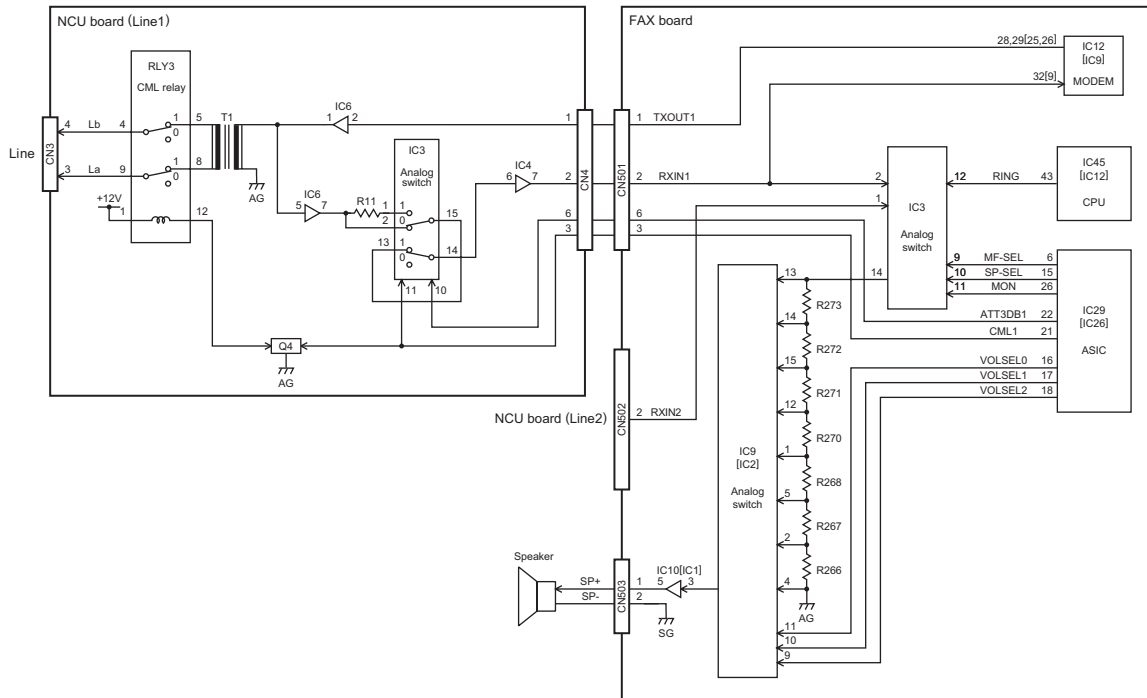 NCU board (Line1)
FAX board
RLY3
CML relay
CN3
Line
4
Lb
4
1
0
5
3
La
9
1
0
8
+12V
1
12
T1
AG
IC6
1
2
IC6
5
7
R11
1
2
IC3
Analog
switch
1
0
15
13
1
0
14
11
10
IC4
6
7
Q4
AG
CN4
1
2
6
3
CN501
1
TXOUT1
2
RXIN1
6
3
28,29[25,26]
32[9]
IC12
[IC9]
MODEM
2
1
IC3
Analog
switch
12
RING
43
IC45
[IC12]
CPU
9
MF-SEL
6
10
SP-SEL
15
11
MON
26
14
ATT3DB1
22
CML1
21
VOLSEL0
16
VOLSEL1
17
VOLSEL2
18
IC29
[IC26]
ASIC
NCU board (Line2)
CN502
2
RXIN2
IC9
[IC2]
Analog
switch
13
R273
14
R272
15
R271
12
R270
1
R268
5
R267
2
R266
4
AG
11
10
9
Speaker
SP+
SP-
CN503
1
2
5
IC10[IC1]
3
SG